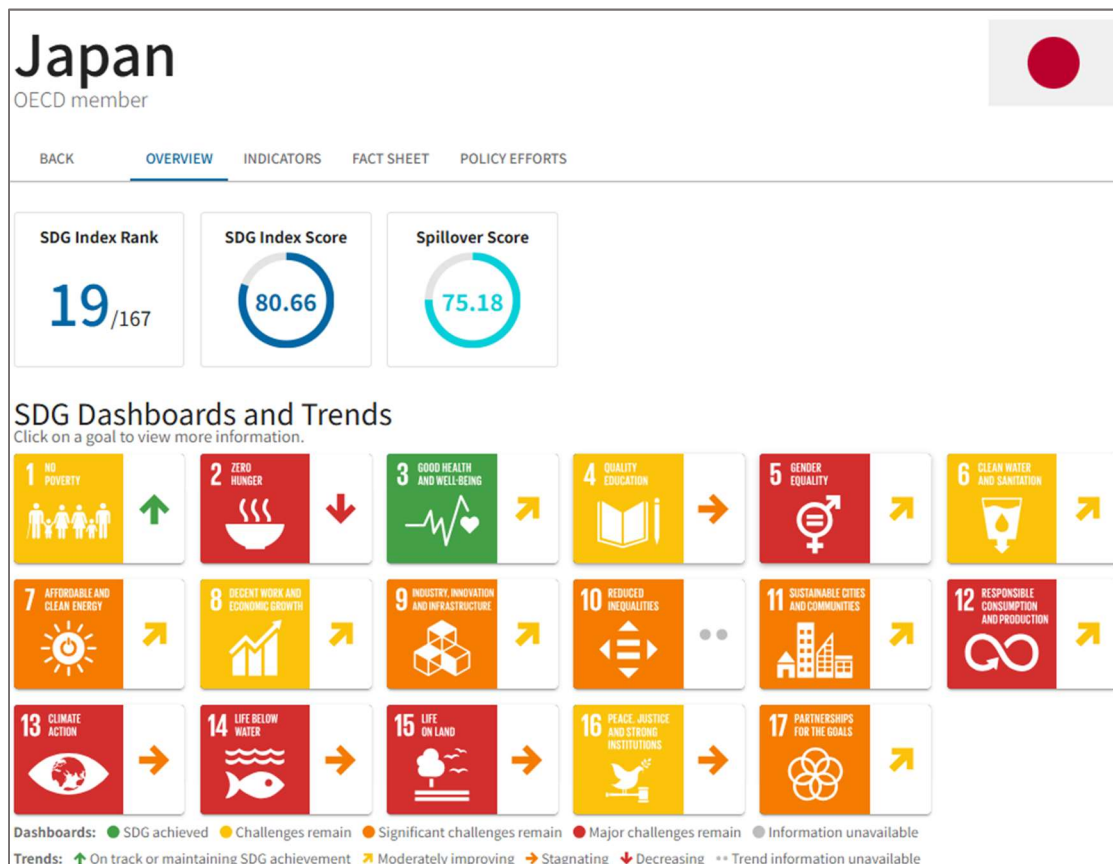 Japan
OECD member
BACK OVERVIEW INDICATORS FACT SHEET POLICY EFFORTS
SDG Index Rank
19/167
SDG Index Score
80.66
Spillover Score
75.18
SDG Dashboards and Trends
Click on a goal to view more information.
1 NO
POVERTY
2 ZERO
HUNGER
3 GOOD HEALTH
AND WELL-BEING
4 QUALITY
EDUCATION
5 GENDER
EQUALITY
6 CLEAN WATER
AND SANITATION
7 AFFORDABLE AND
CLEAN ENERGY
8 DECENT WORK AND
ECONOMIC GROWTH
9 INDUSTRY, INNOVATION
AND INFRASTRUCTURE
10 REDUCED
INEQUALITIES
11 SUSTAINABLE CITIES
AND COMMUNITIES
12 RESPONSIBLE
CONSUMPTION
AND PRODUCTION
13 CLIMATE
ACTION
14 LIFE BELOW
WATER
15 LIFE
ON LAND
16 PEACE, JUSTICE
AND STRONG
INSTITUTIONS
17 PARTNERSHIPS
FOR THE GOALS
Dashboards: SDG achieved Challenges remain Significant challenges remain Major challenges remain Information unavailable
Trends: On track or maintaining SDG achievement Moderately improving Stagnating Decreasing Trend information unavailable